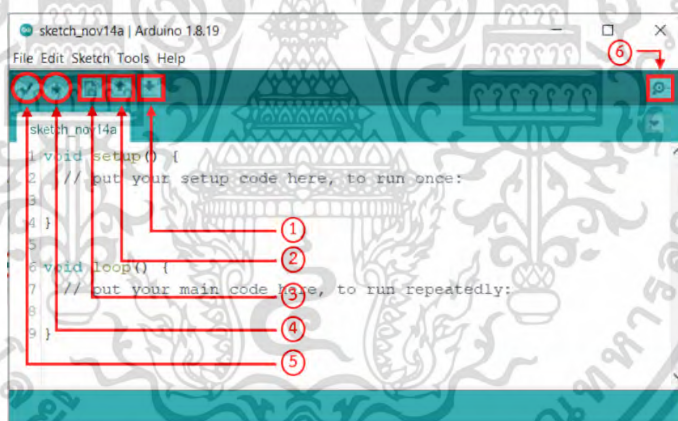 sketch_nov14a | Arduino 1.8.19
File Edit Sketch Tools Help
6
sketch_nov14a
1 void setup() {
2 // put your setup code here, to run once:
3
4 }
5
6 void loop() {
7 // put your main code here, to run repeatedly:
8
9 }
1
2
3
4
5